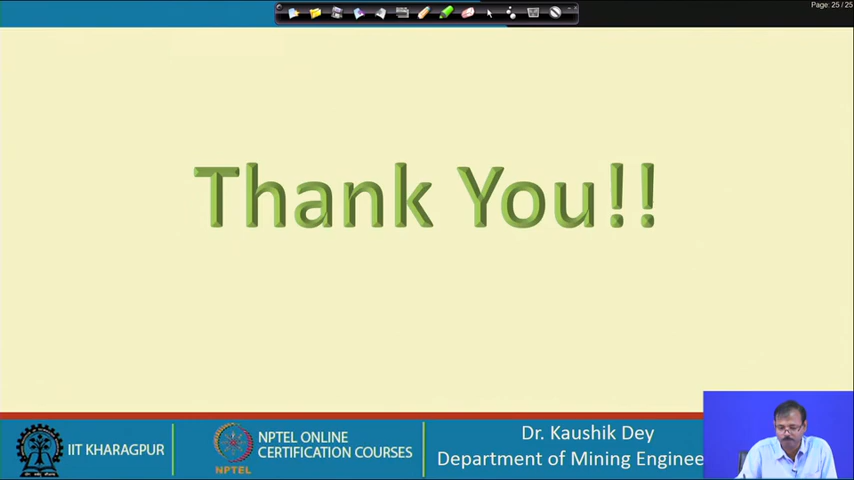 Page: 25 / 25
Thank You!!
IIT KHARAGPUR
NPTEL
NPTEL ONLINE
CERTIFICATION COURSES
Dr. Kaushik Dey
Department of Mining Enginee